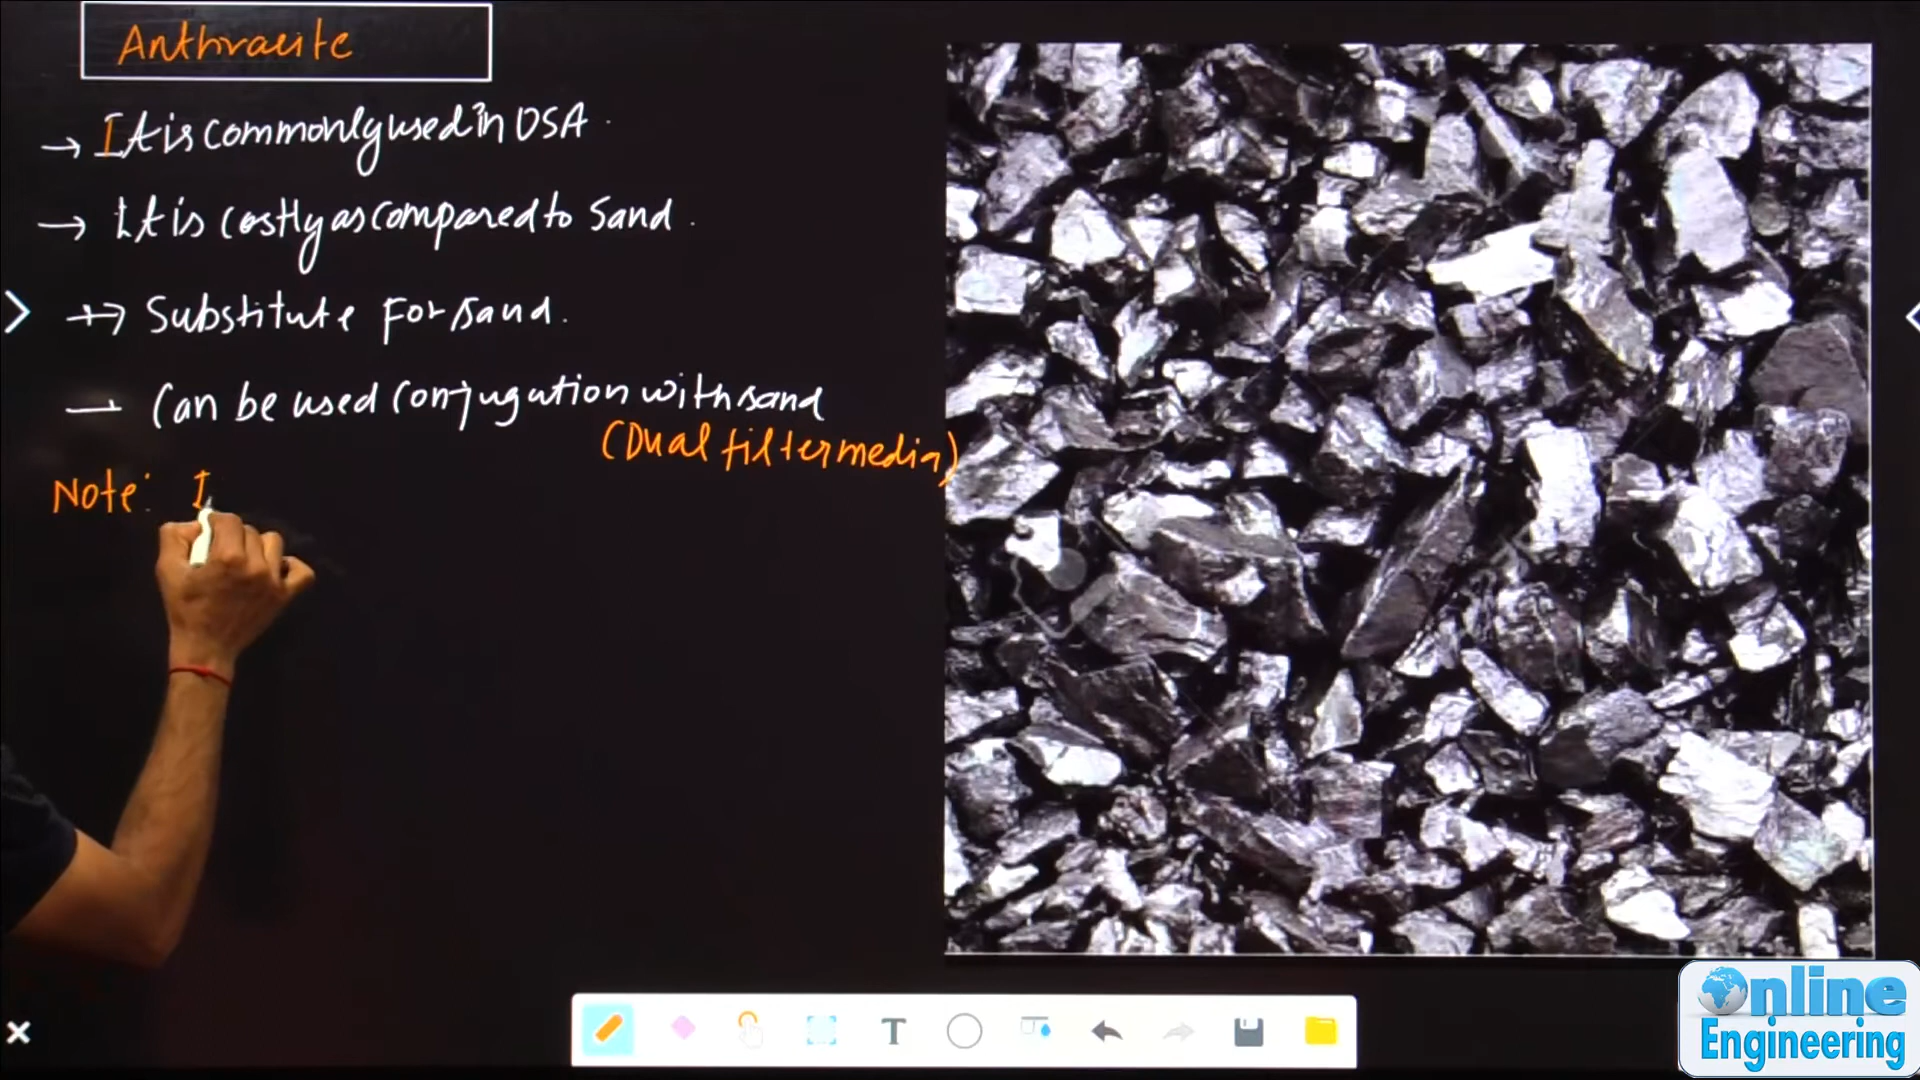 Anthracite
→ It is commonly used in USA.
→ It is costly as compared to Sand.
→ Substitute For sand.
— Can be used Conjugation with sand
(Dual filter media)
Note: I
T
Online
Engineering